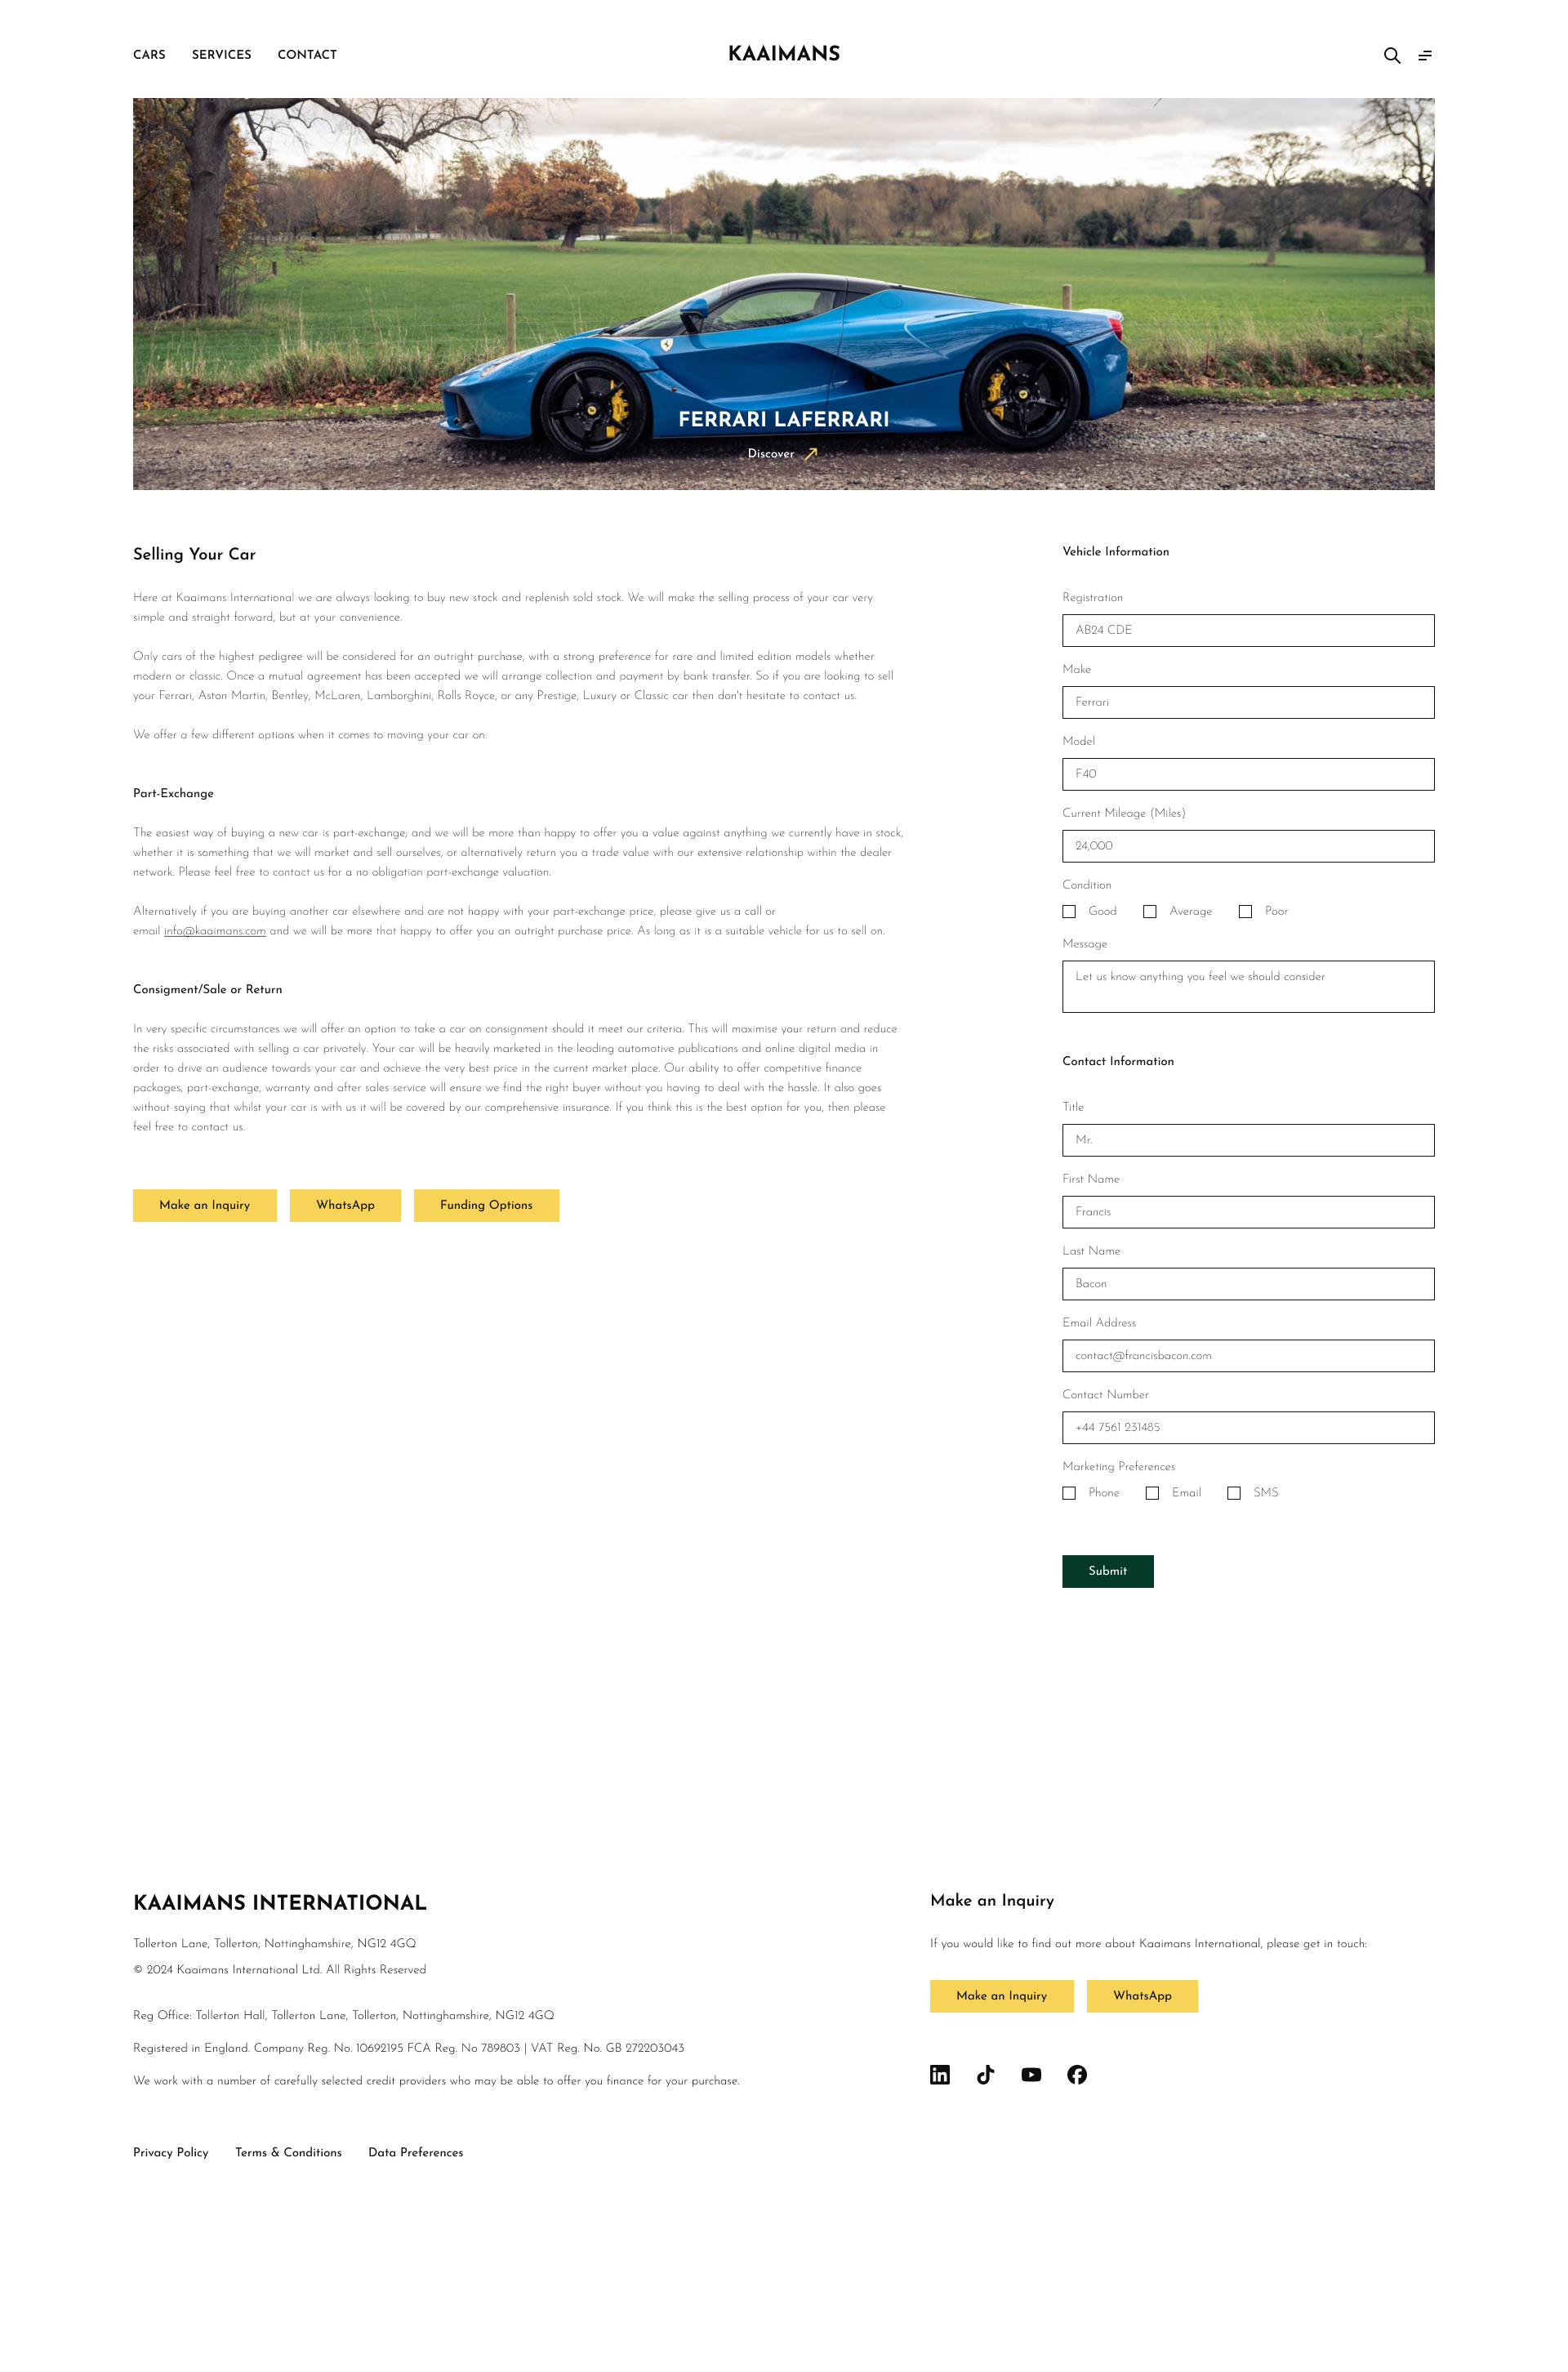 CARS SERVICES CONTACT KAAIMANS
FERRARI LAFERRARI
Discover
Selling Your Car
Here at Kaaimans International we are always looking to buy new stock and replenish sold stock. We will make the selling process of your car very
simple and straight forward, but at your convenience.
Only cars of the highest pedigree will be considered for an outright purchase, with a strong preference for rare and limited edition models whether
modern or classic. Once a mutual agreement has been accepted we will arrange collection and payment by bank transfer. So if you are looking to sell
your Ferrari, Aston Martin, Bentley, McLaren, Lamborghini, Rolls Royce, or any Prestige, Luxury or Classic car then don't hesitate to contact us.
We offer a few different options when it comes to moving your car on:
Part-Exchange
The easiest way of buying a new car is part-exchange; and we will be more than happy to offer you a value against anything we currently have in stock,
whether it is something that we will market and sell ourselves, or alternatively return you a trade value with our extensive relationship within the dealer
network. Please feel free to contact us for a no obligation part-exchange valuation.
Alternatively if you are buying another car elsewhere and are not happy with your part-exchange price, please give us a call or
email info@kaaimans.com and we will be more that happy to offer you an outright purchase price. As long as it is a suitable vehicle for us to sell on.
Consigment/Sale or Return
In very specific circumstances we will offer an option to take a car on consignment should it meet our criteria. This will maximise your return and reduce
the risks associated with selling a car privately. Your car will be heavily marketed in the leading automotive publications and online digital media in
order to drive an audience towards your car and achieve the very best price in the current market place. Our ability to offer competitive finance
packages, part-exchange, warranty and after sales service will ensure we find the right buyer without you having to deal with the hassle. It also goes
without saying that whilst your car is with us it will be covered by our comprehensive insurance. If you think this is the best option for you, then please
feel free to contact us.
Make an Inquiry WhatsApp Funding Options
Vehicle Information
Registration
AB24 CDE
Make
Ferrari
Model
F40
Current Mileage (Miles)
24,000
Condition
Good Average Poor
Message
Let us know anything you feel we should consider
Contact Information
Title
Mr.
First Name
Francis
Last Name
Bacon
Email Address
contact@francisbacon.com
Contact Number
+44 7561 231485
Marketing Preferences
Phone Email SMS
Submit
KAAIMANS INTERNATIONAL
Tollerton Lane, Tollerton, Nottinghamshire, NG12 4GQ
© 2024 Kaaimans International Ltd. All Rights Reserved
Reg Office: Tollerton Hall, Tollerton Lane, Tollerton, Nottinghamshire, NG12 4GQ
Registered in England. Company Reg. No. 10692195 FCA Reg. No 789803 | VAT Reg. No. GB 272203043
We work with a number of carefully selected credit providers who may be able to offer you finance for your purchase.
Privacy Policy Terms & Conditions Data Preferences
Make an Inquiry
If you would like to find out more about Kaaimans International, please get in touch:
Make an Inquiry WhatsApp